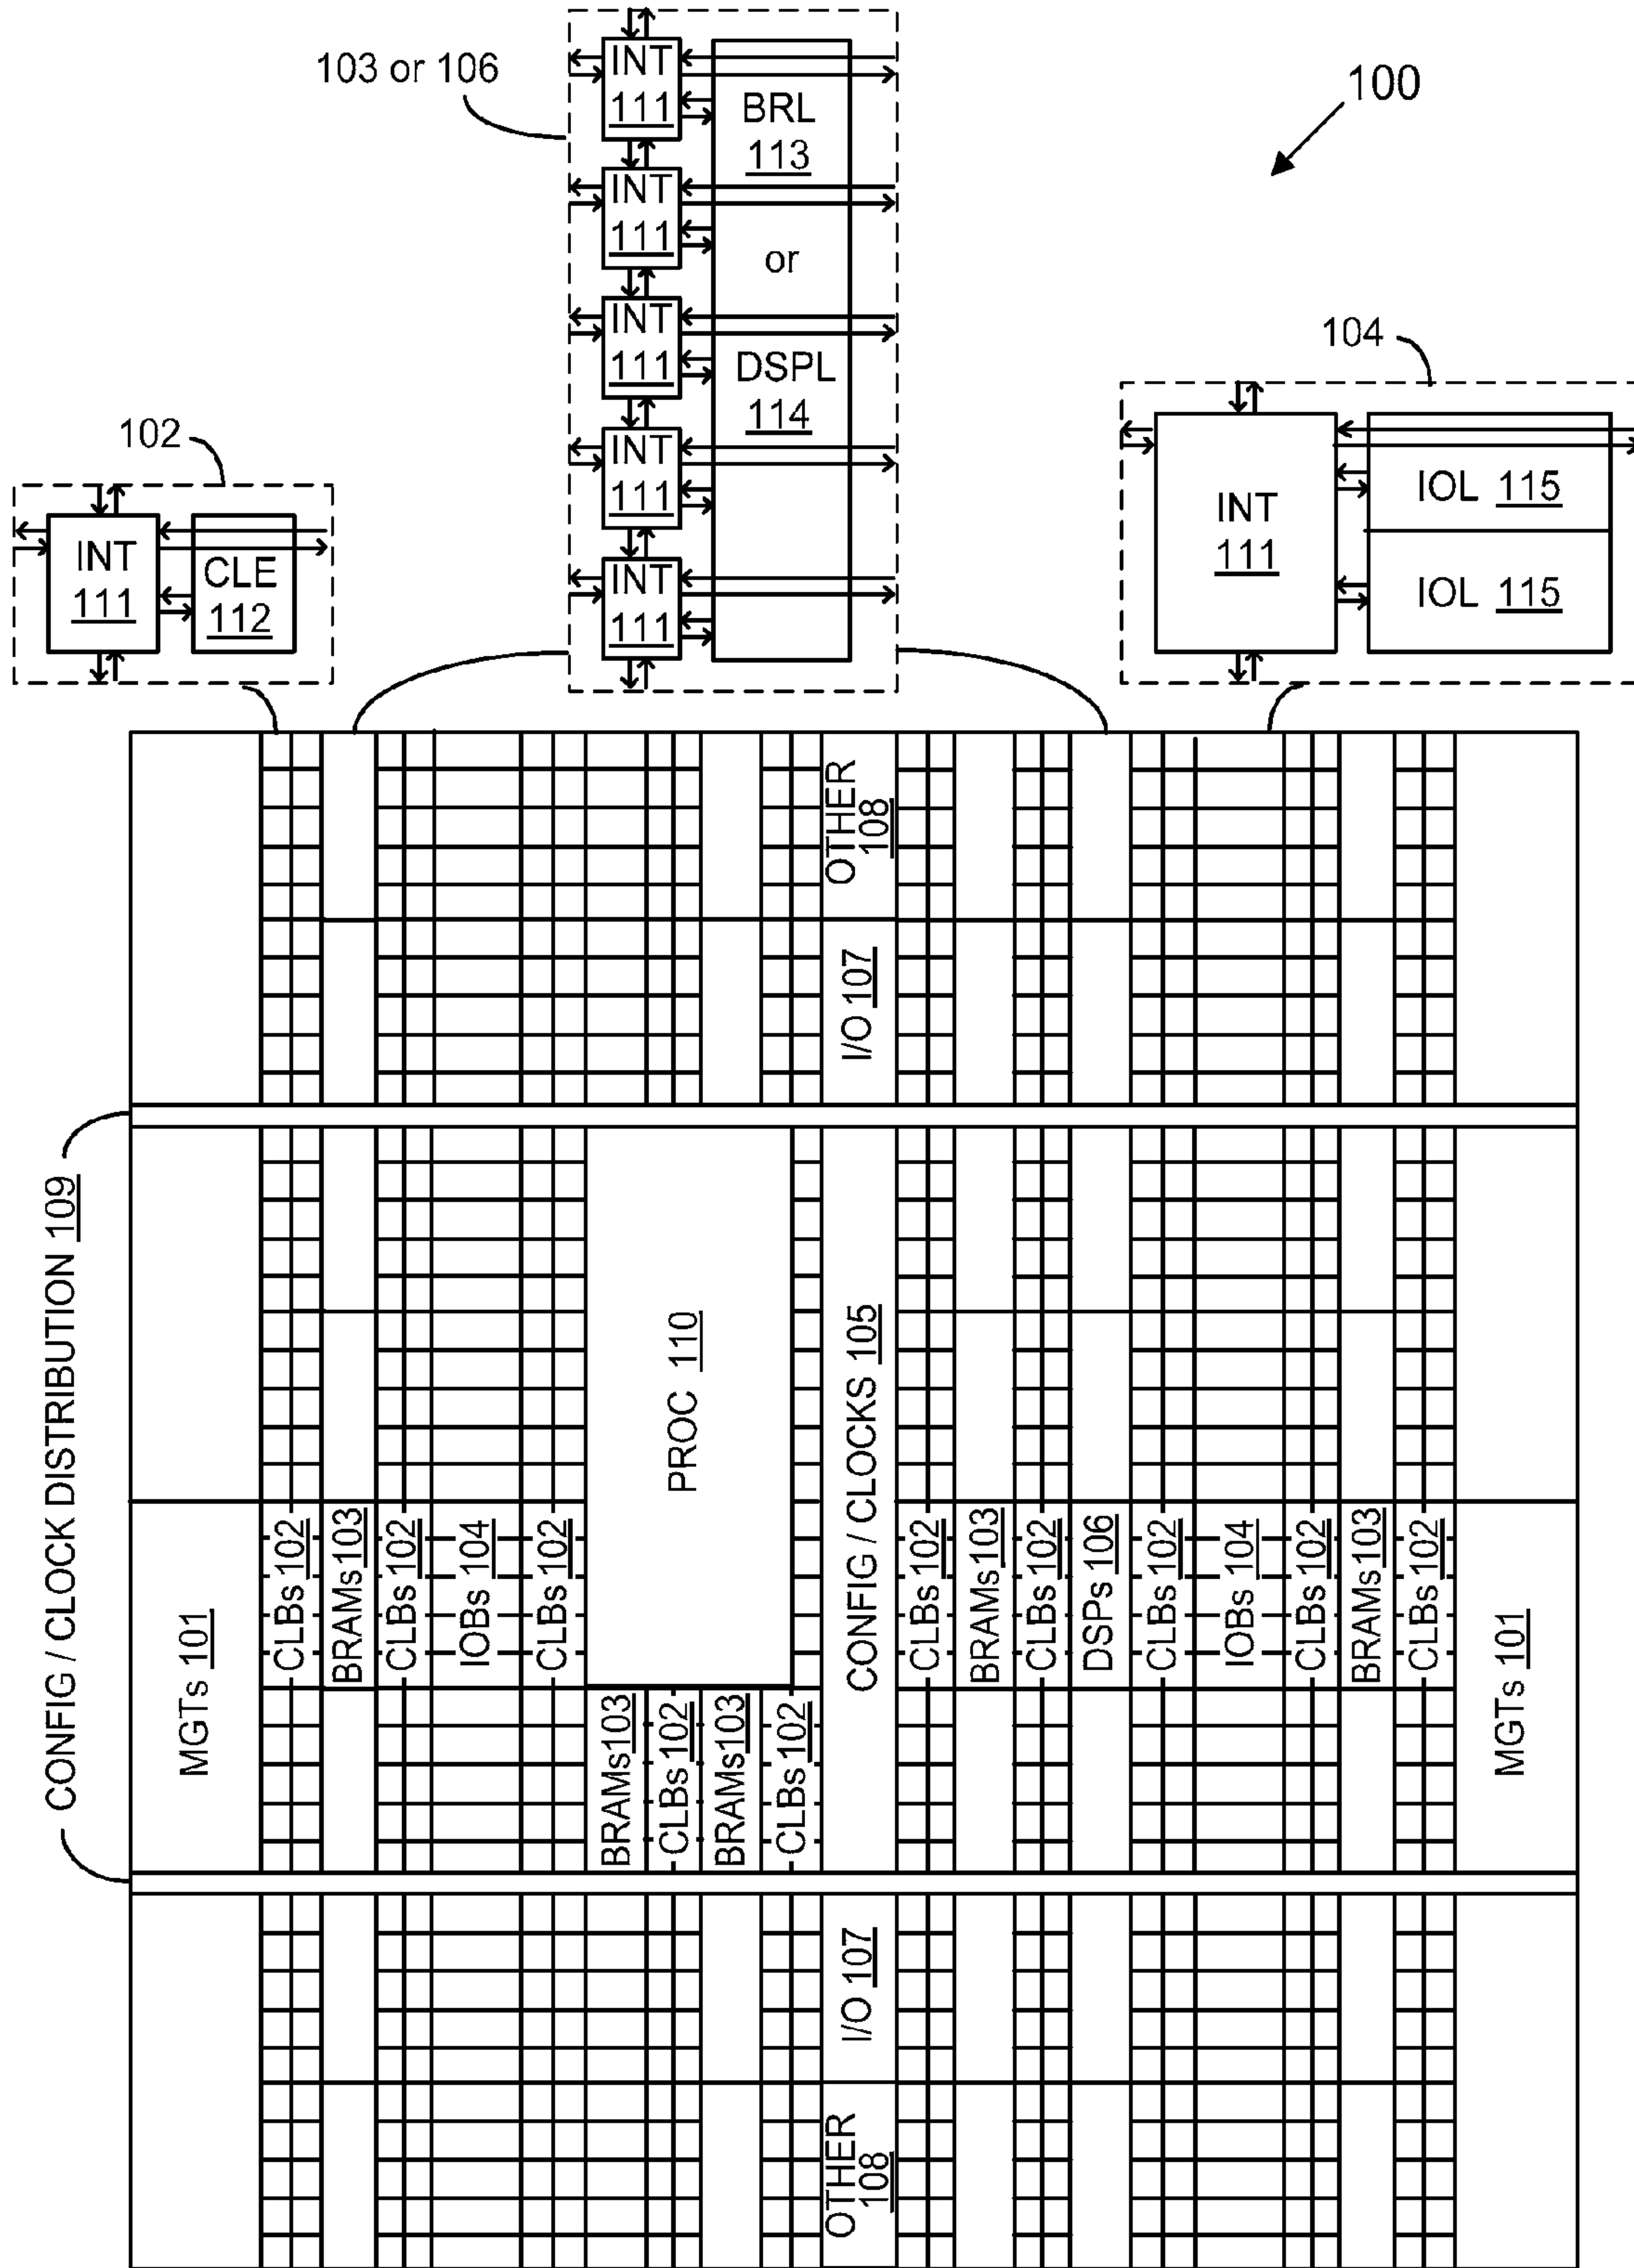 103 or 106
100
INT
111
INT
111
INT
111
INT
111
INT
111
BRL
113
or
DSPL
114
104
INT
111
IOL 115
IOL 115
102
INT
111
CLE
112
OTHER
108
I/O 107
CONFIG / CLOCK DISTRIBUTION 109
PROC 110
CONFIG / CLOCKS 105
MGTs 101
CLBs 102
BRAMs 103
CLBs 102
IOBs 104
CLBs 102
BRAMs 103
CLBs 102
BRAMs 103
CLBs 102
CLBs 102
BRAMs 103
CLBs 102
DSPs 106
CLBs 102
IOBs 104
CLBs 102
BRAMs 103
CLBs 102
MGTs 101
I/O 107
OTHER
108